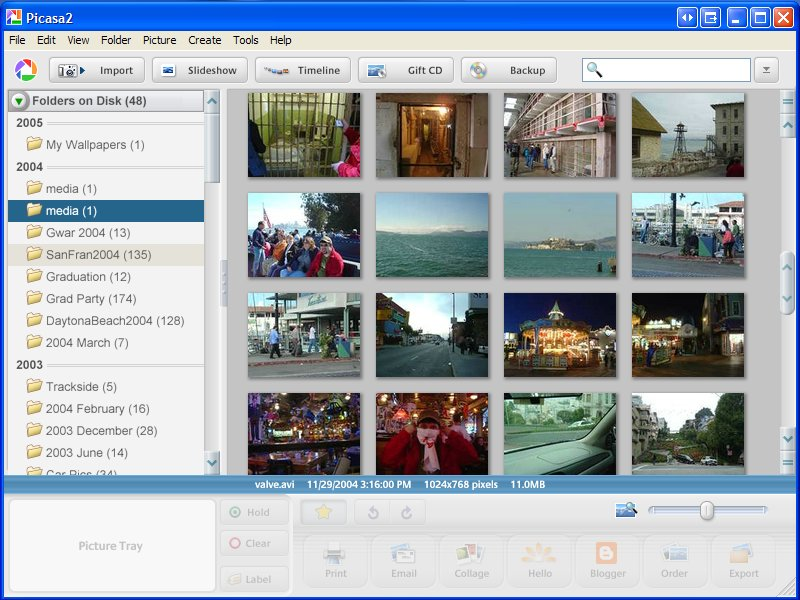 Picasa2
File Edit View Folder Picture Create Tools Help
Import Slideshow Timeline Gift CD Backup
Folders on Disk (48)
2005
My Wallpapers (1)
2004
media (1)
media (1)
Gwar 2004 (13)
SanFran2004 (135)
Graduation (12)
Grad Party (174)
DaytonaBeach2004 (128)
2004 March (7)
2003
Trackside (5)
2004 February (16)
2003 December (28)
2003 June (14)
Car Pics (34)
valve.avi 11/29/2004 3:16:00 PM 1024x768 pixels 11.0MB
Picture Tray
Hold
Clear
Label
Print Email Collage Hello Blogger Order Export